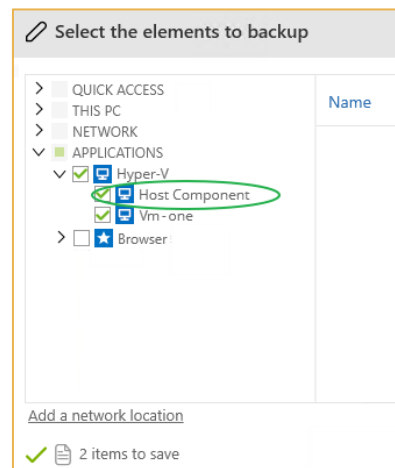 Select the elements to backup
QUICK ACCESS
THIS PC
NETWORK
APPLICATIONS
Hyper-V
Host Component
Vm-one
Browser
Name
Add a network location
2 items to save